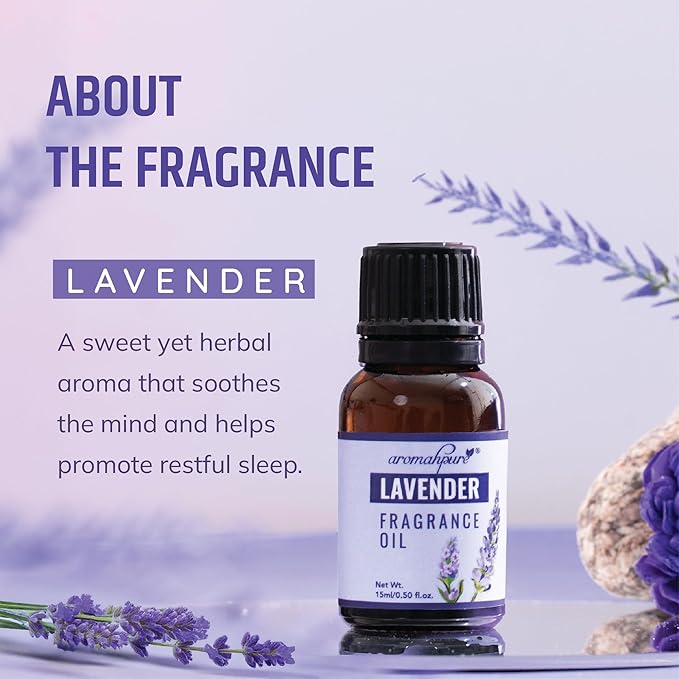 ABOUT
THE FRAGRANCE
LAVENDER
A sweet yet herbal
aroma that soothes
the mind and helps
promote restful sleep.
aromahpure®
LAVENDER
FRAGRANCE
OIL
Net Wt.
15ml/0.50 fl.oz.